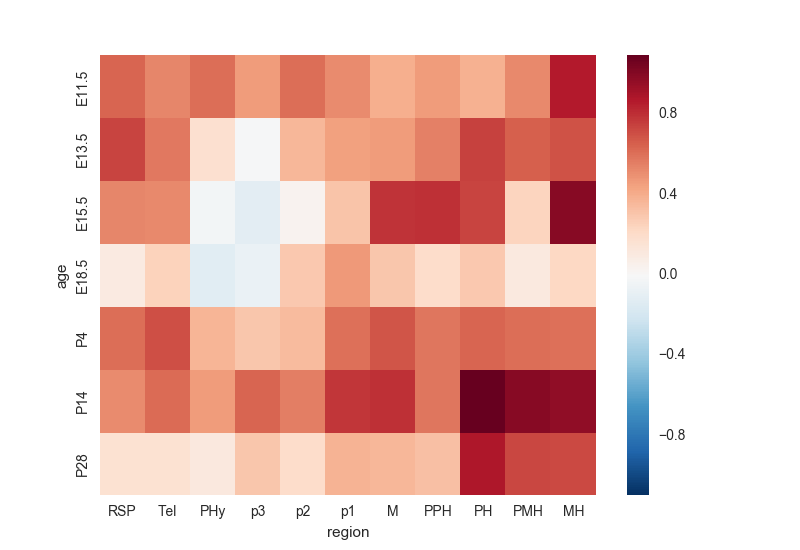 E11.5
E13.5
E15.5
E18.5
P4
P14
P28
age
RSP Tel PHy p3 p2 p1 M PPH PH PMH MH
region
0.8
0.4
0.0
−0.4
−0.8